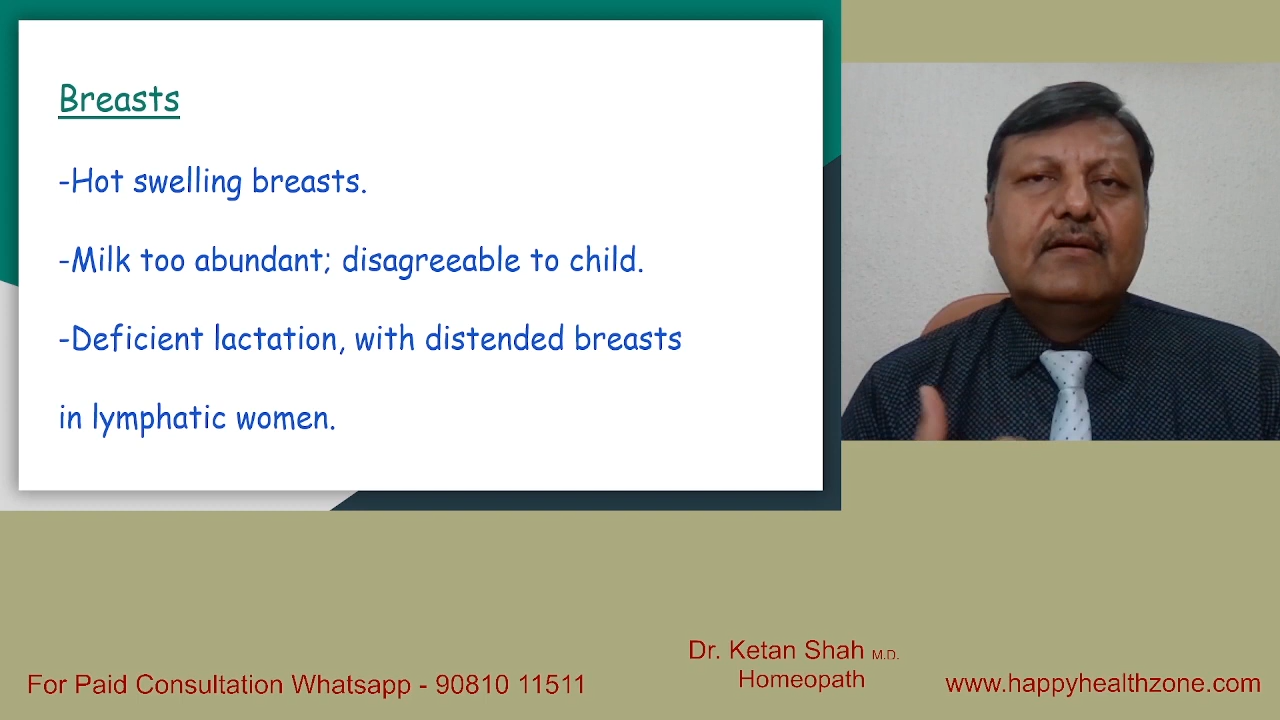 Breasts
-Hot swelling breasts.
-Milk too abundant; disagreeable to child.
-Deficient lactation, with distended breasts
in lymphatic women.
Dr. Ketan Shah M.D.
Homeopath
For Paid Consultation Whatsapp - 90810 11511
www.happyhealthzone.com